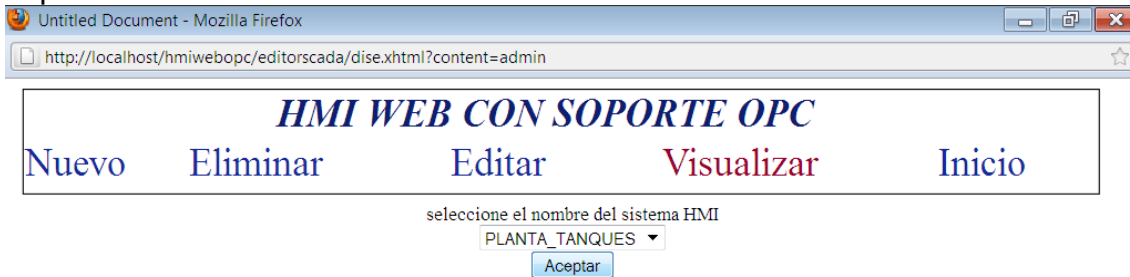 Untitled Document - Mozilla Firefox
http://localhost/hmiwebopc/editorscada/dise.xhtml?content=admin
HMI WEB CON SOPORTE OPC
Nuevo Eliminar Editar Visualizar Inicio
seleccione el nombre del sistema HMI
PLANTA_TANQUES
Aceptar